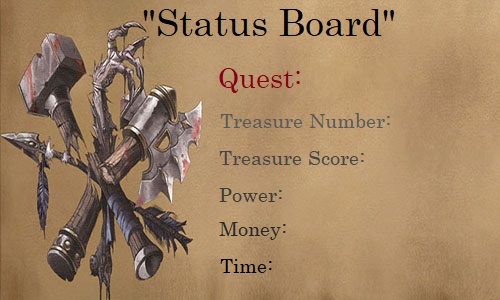 "Status Board"
Quest:
Treasure Number:
Treasure Score:
Power:
Money:
Time: